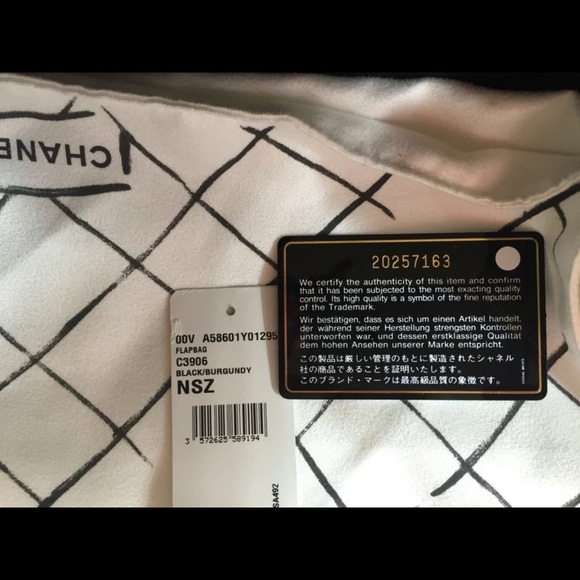 CHANE
20257163
We certify the authenticity of this item and confirm
that it has been subjected to the most exacting quality
control. Its high quality is a symbol of the fine reputation
of the Trademark.
Wir bestätigen, dass es sich um einen Artikel handelt,
der während seiner Herstellung strengsten Kontrollen
unterworfen war, und dessen erstklassige Qualität
dem hohen Ansehen unserer Marke entspricht.
この製品は厳しい管理のもとに製造されたシャネル
社の商品であることを証明いたします。
このブランド・マークは最高級品質の象徴です。
00V A58601Y01295
FLAPBAG
C3906
BLACK/BURGUNDY
NSZ
3 572625 589194
SA492